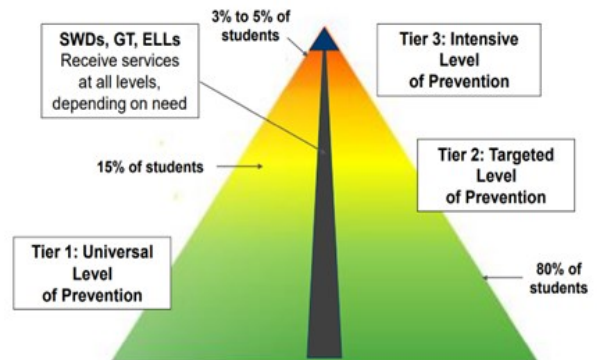 3% to 5% of
students
SWDs, GT, ELLs
Receive services
at all levels,
depending on need
Tier 3: Intensive
Level
of Prevention
15% of students
Tier 2: Targeted
Level
of Prevention
Tier 1: Universal
Level
of Prevention
80% of
students